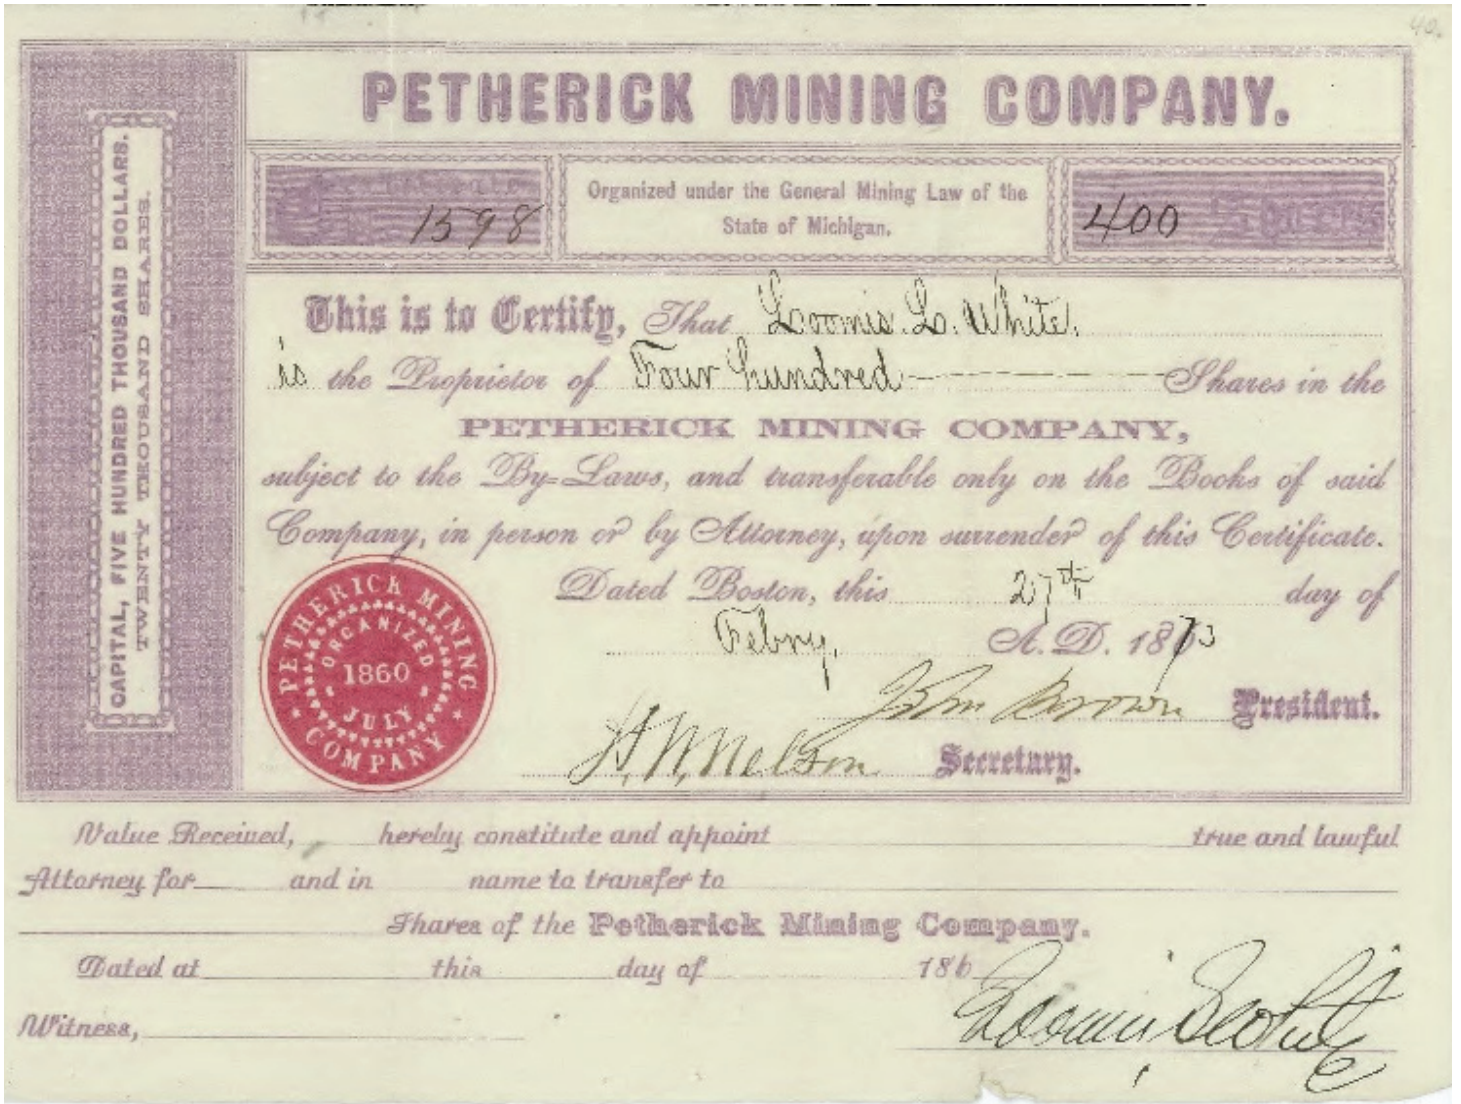 40.
PETHERICK MINING COMPANY.
CAPITAL, FIVE HUNDRED THOUSAND DOLLARS.
TWENTY THOUSAND SHARES.
1598
Organized under the General Mining Law of the
State of Michigan.
400
This is to Certify, That Loomis L. White.
is the Proprietor of Four hundred Shares in the
PETHERICK MINING COMPANY,
subject to the By-Laws, and transferable only on the Books of said
Company, in person or by Attorney, upon surrender of this Certificate.
Dated Boston, this 27th day of
Febry. A.D. 1873
John Brown President.
Secretary.
PETHERICK MINING COMPANY
ORGANIZED
1860
JULY
Value Received, hereby constitute and appoint true and lawful
Attorney for and in name to transfer to
Shares of the Petherick Mining Company.
Dated at this day of 186
Witness,